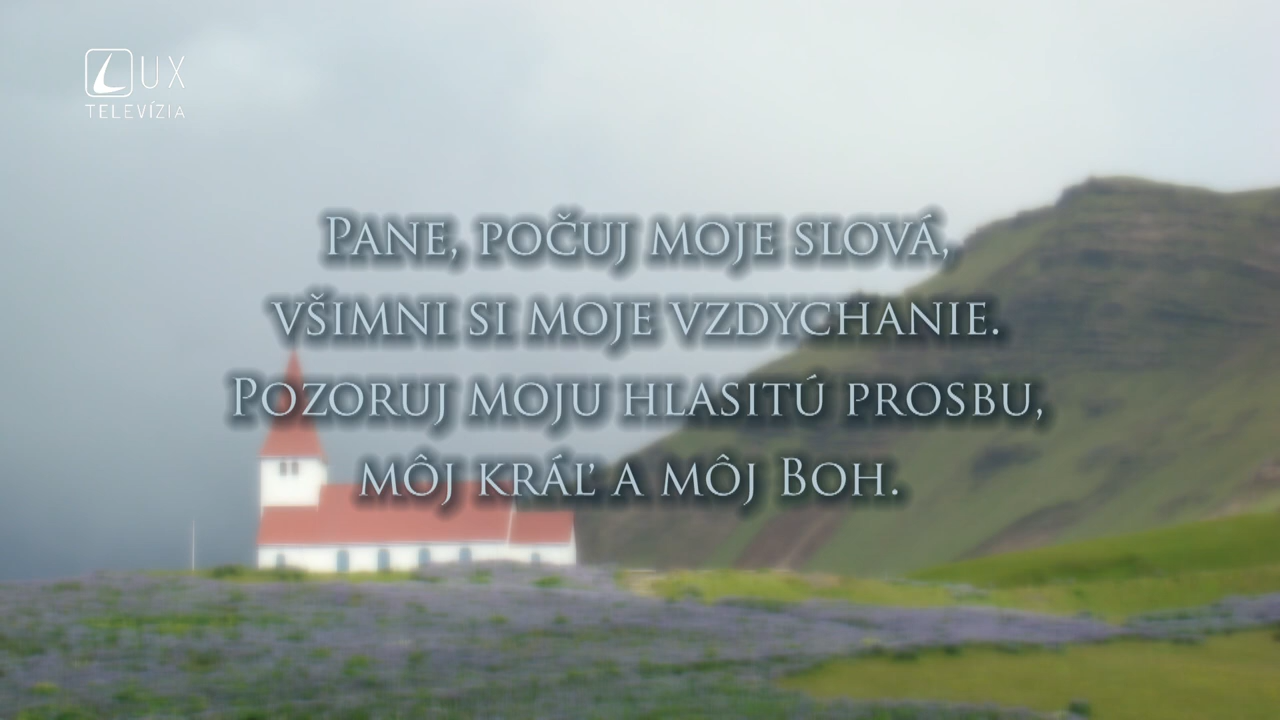 LUX
TELEVÍZIA
Pane, počuj moje slová,
všimni si moje vzdychanie.
Pozoruj moju hlasitú prosbu,
môj kráľ a môj Boh.